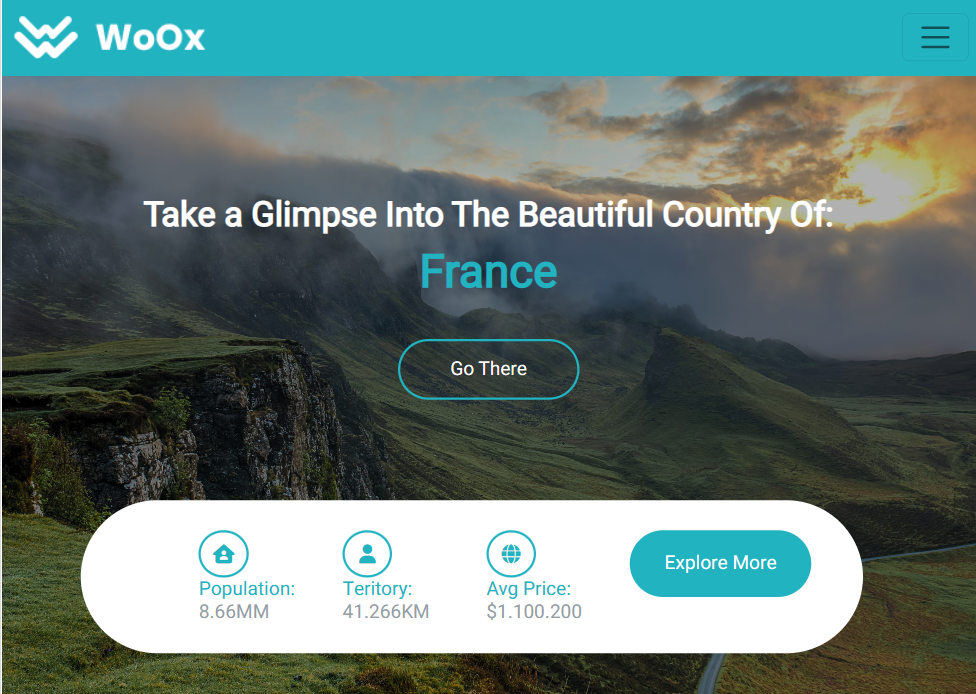 WoOx
Take a Glimpse Into The Beautiful Country Of:
France
Go There
Population:
8.66MM
Teritory:
41.266KM
Avg Price:
$1.100.200
Explore More